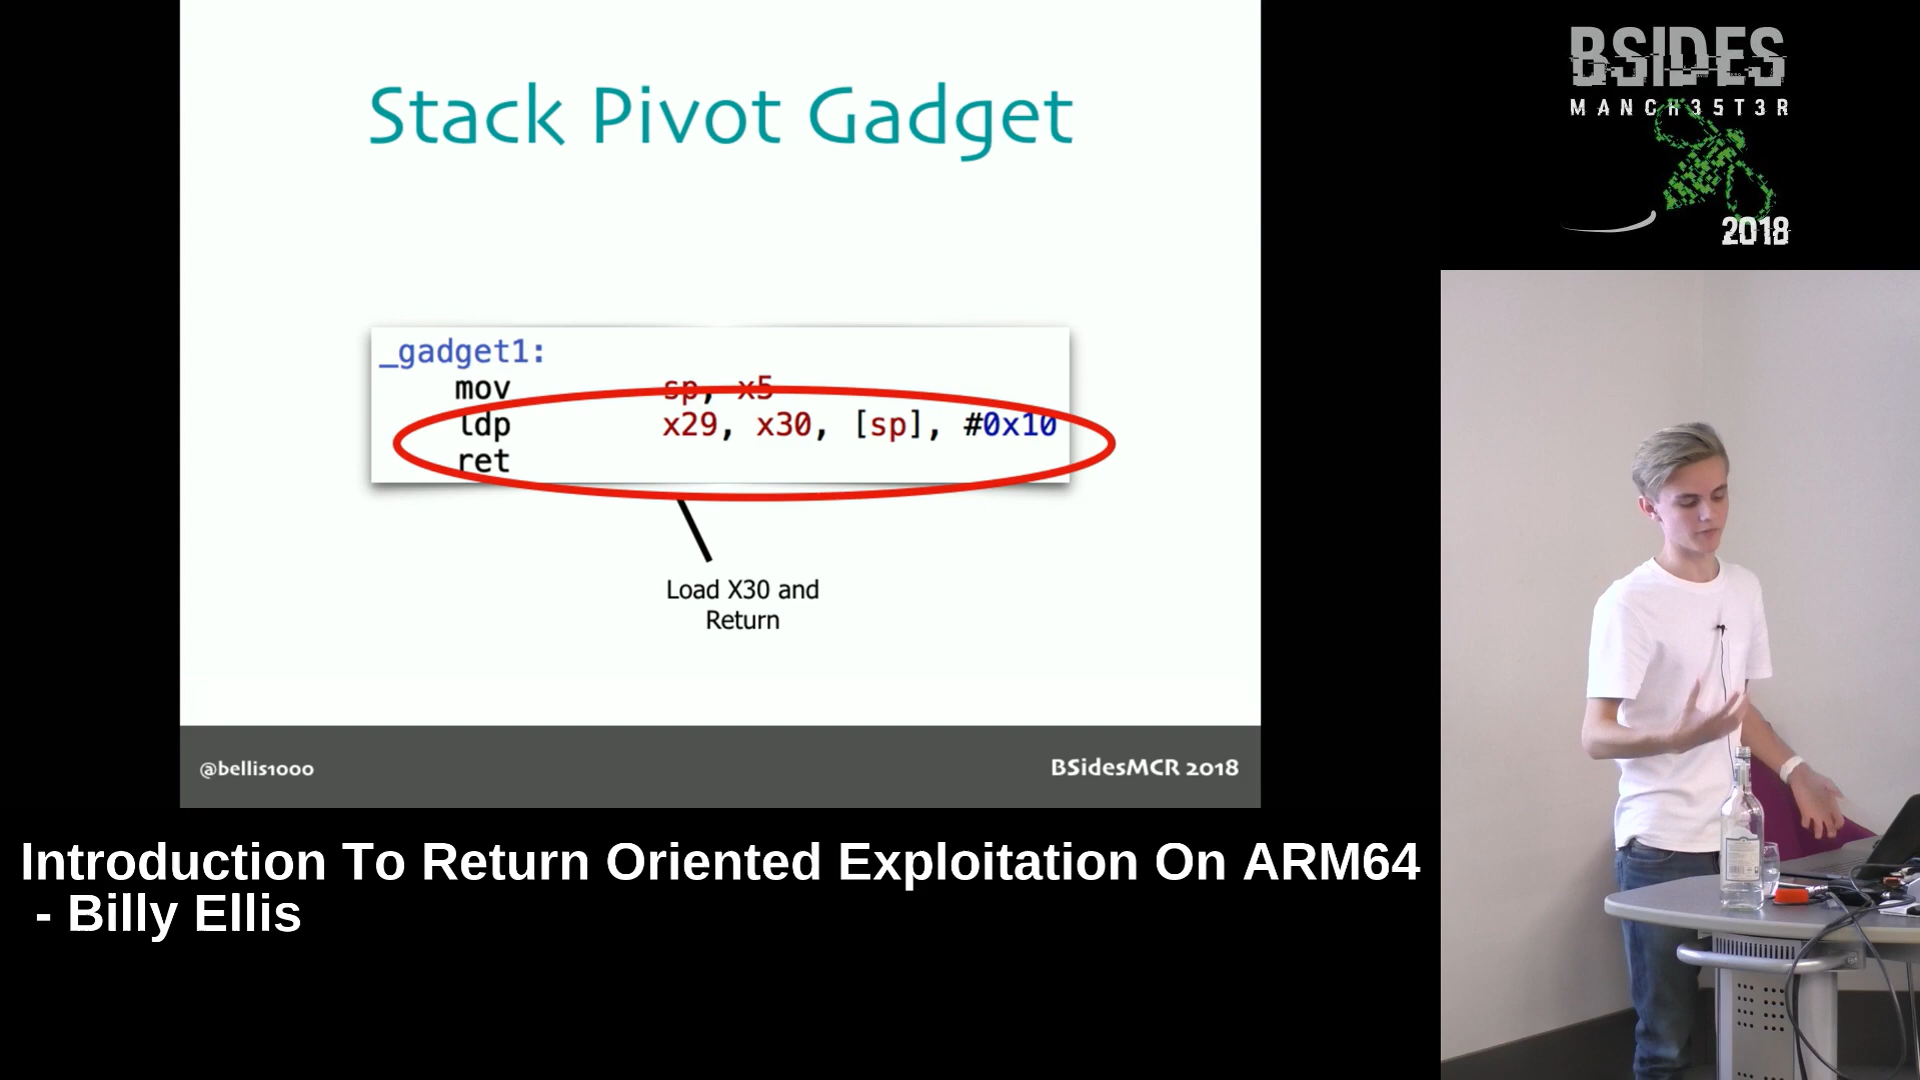 Stack Pivot Gadget
_gadget1:
mov sp, x5
ldp x29, x30, [sp], #0x10
ret
Load X30 and
Return
@bellis1000
BSidesMCR 2018
BSIDES
MANCH35T3R
2018
Introduction To Return Oriented Exploitation On ARM64
- Billy Ellis